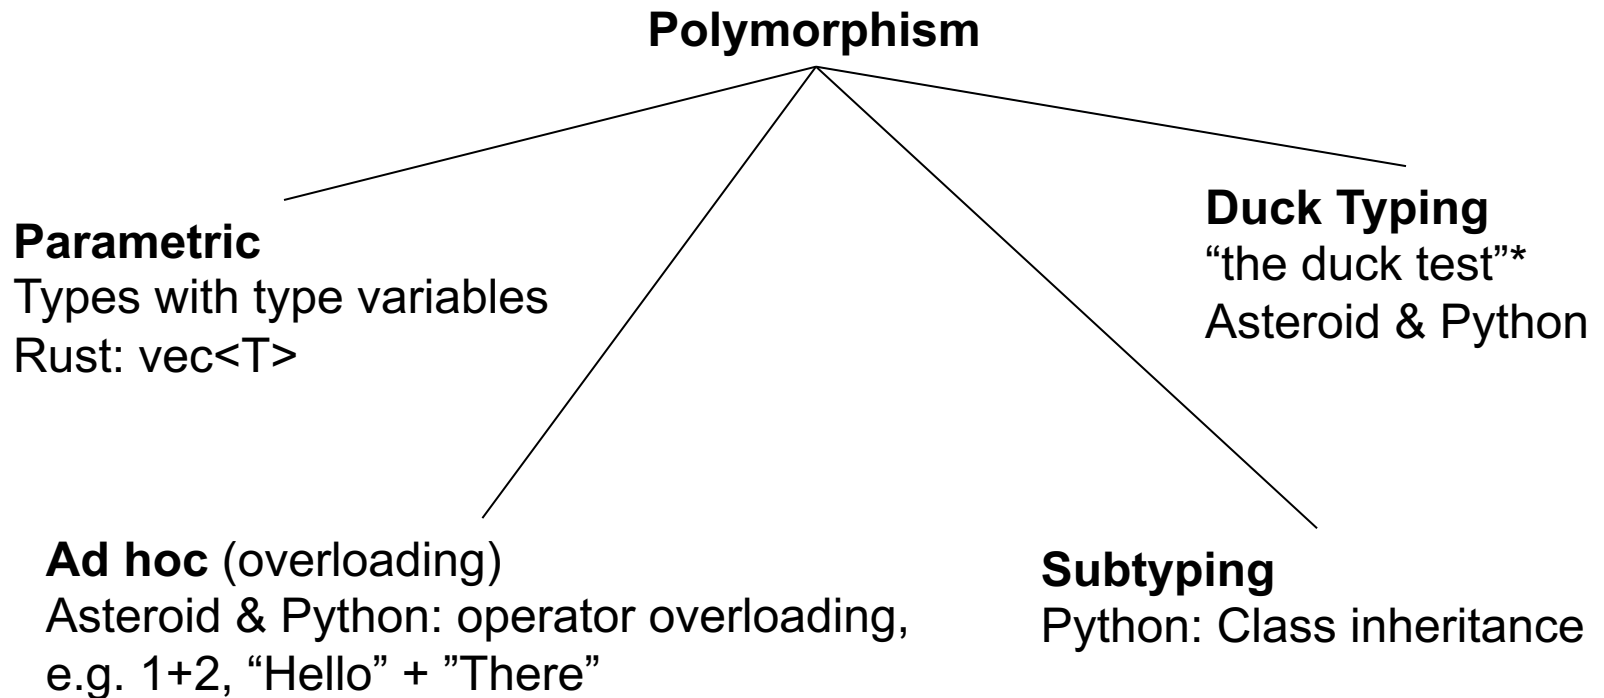 Polymorphism
Parametric
Types with type variables
Rust: vec<T>
Duck Typing
“the duck test”*
Asteroid & Python
Ad hoc (overloading)
Asteroid & Python: operator overloading,
e.g. 1+2, “Hello” + ”There”
Subtyping
Python: Class inheritance